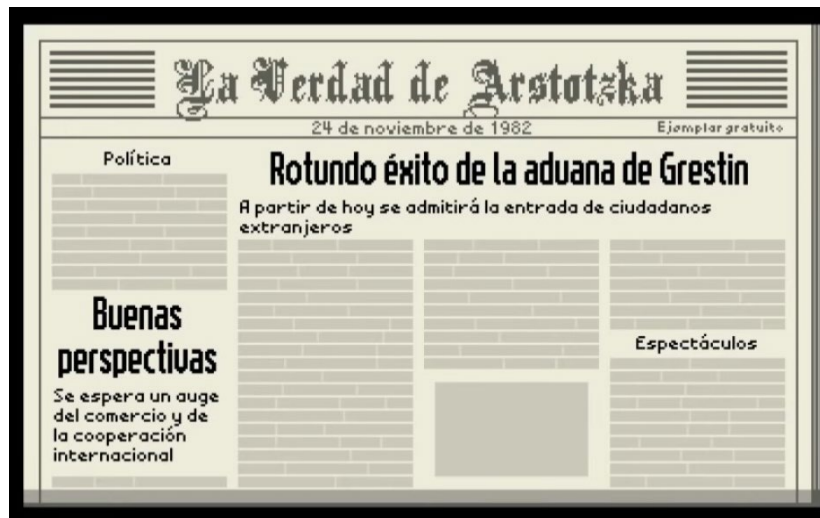 La Verdad de Arstotzka
24 de noviembre de 1982
Ejemplar gratuito
Política
Buenas
perspectivas
Se espera un auge
del comercio y de
la cooperación
internacional
Rotundo éxito de la aduana de Grestin
A partir de hoy se admitirá la entrada de ciudadanos
extranjeros
Espectáculos